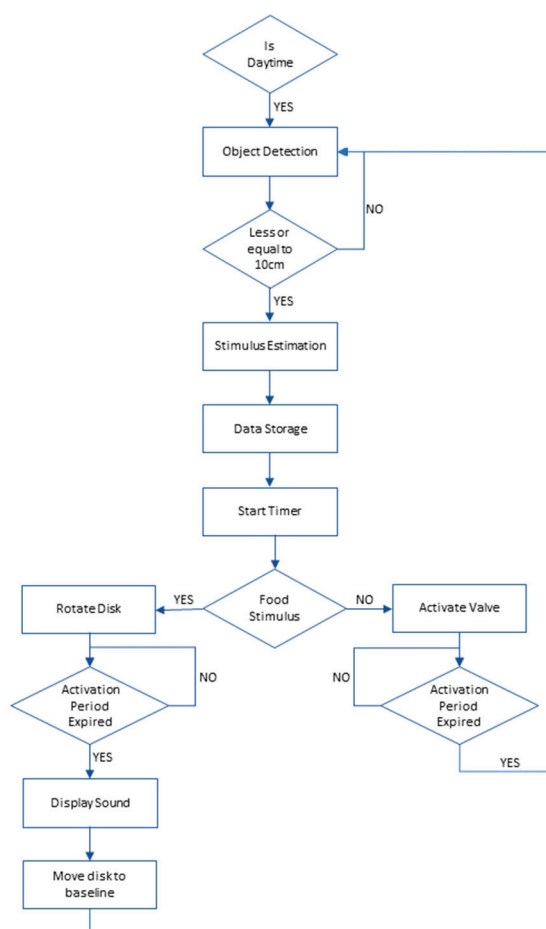 Is
Daytime
YES
Object Detection
NO
Less or
equal to
10cm
YES
Stimulus Estimation
Data Storage
Start Timer
YES
Food
Stimulus
NO
Rotate Disk
Activate Valve
NO
Activation
Period
Expired
NO
Activation
Period
Expired
YES
YES
Display Sound
Move disk to
baseline